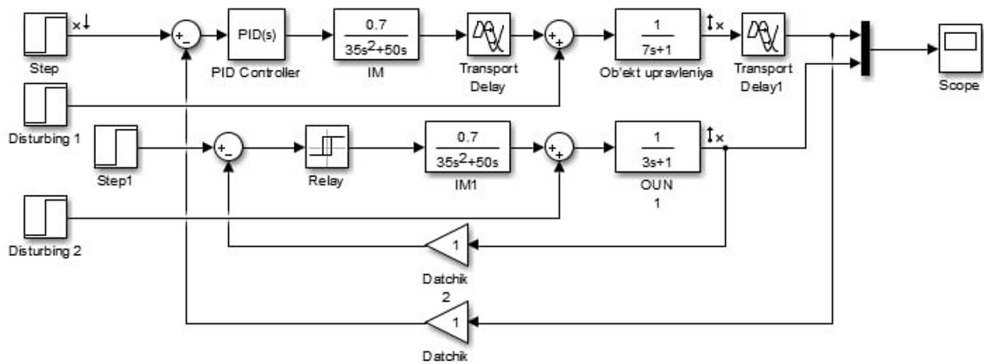 PID(s)
0.7
35s²+50s
1
7s+1
Step
PID Controller
IM
Transport
Delay
Ob'ekt upravleniya
Transport
Delay1
Scope
Disturbing 1
0.7
35s²+50s
1
3s+1
Step1
Relay
IM1
OUN
1
Disturbing 2
1
Datchik
2
1
Datchik